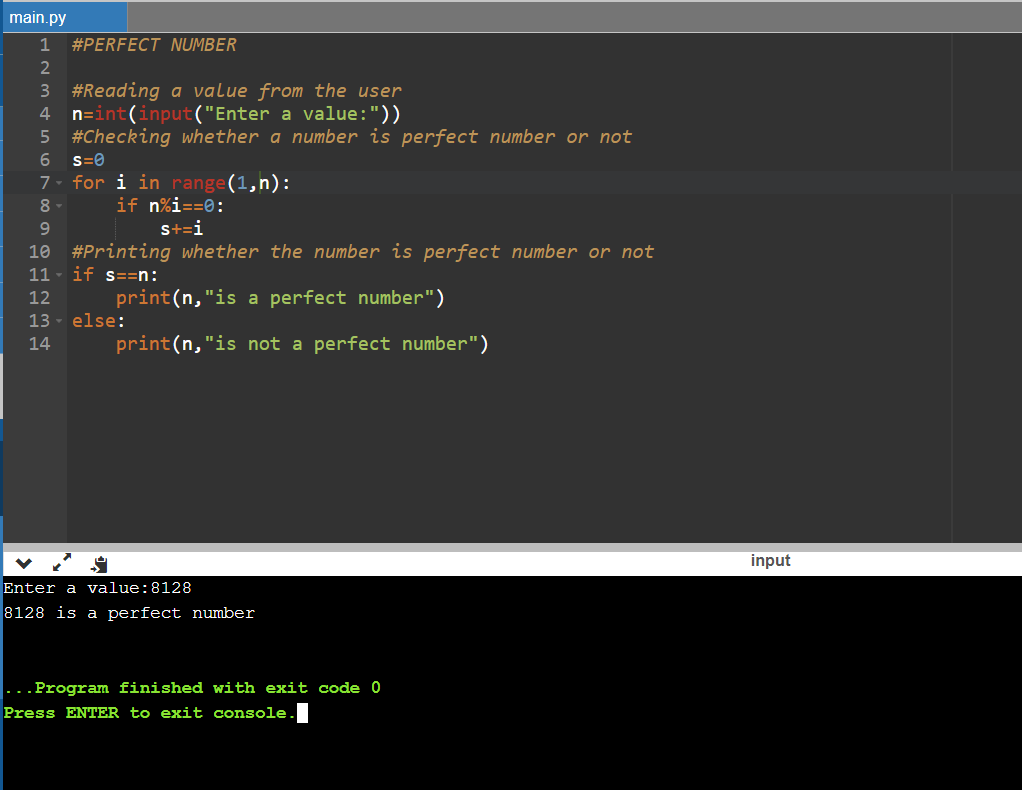 main.py
1 #PERFECT NUMBER
2
3 #Reading a value from the user
4 n=int(input("Enter a value:"))
5 #Checking whether a number is perfect number or not
6 s=0
7 for i in range(1,n):
8     if n%i==0:
9         s+=i
10 #Printing whether the number is perfect number or not
11 if s==n:
12     print(n,"is a perfect number")
13 else:
14     print(n,"is not a perfect number")
input
Enter a value:8128
8128 is a perfect number
...Program finished with exit code 0
Press ENTER to exit console.